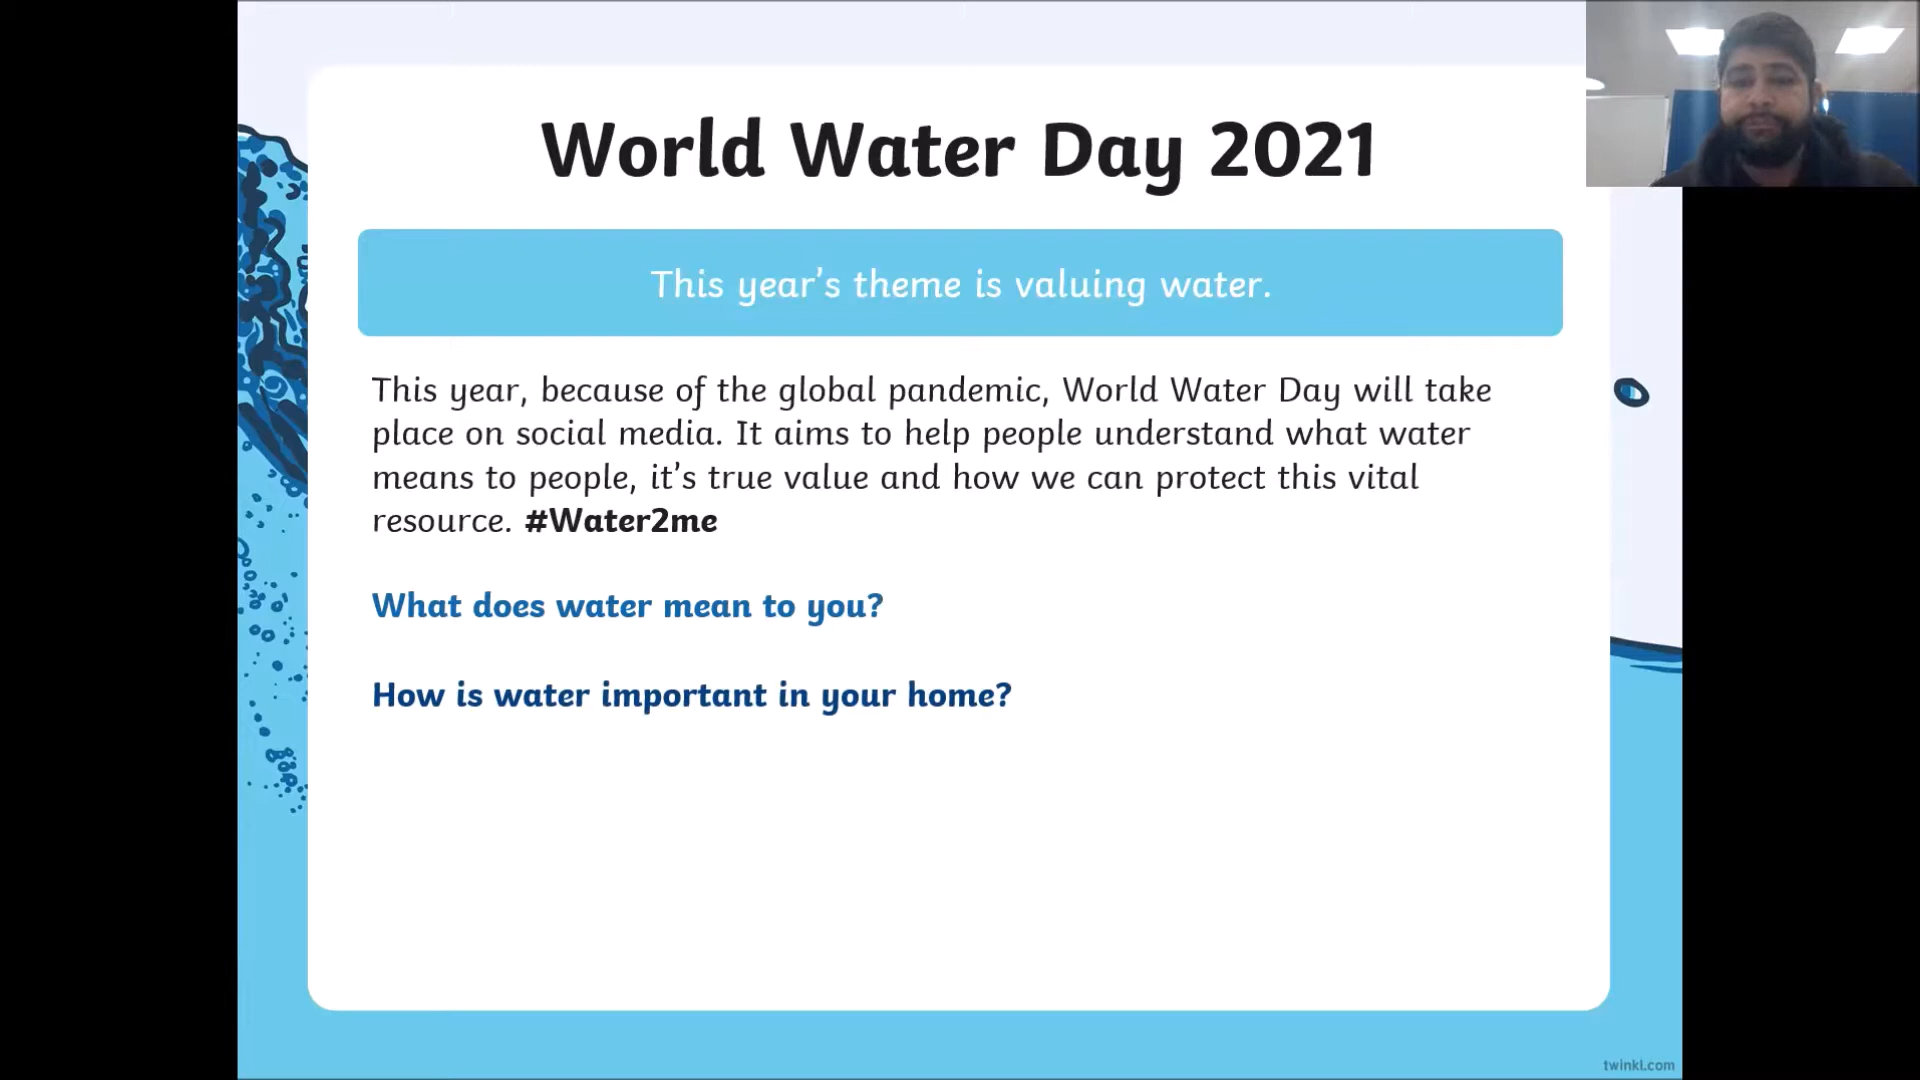 World Water Day 2021
This year's theme is valuing water.
This year, because of the global pandemic, World Water Day will take
place on social media. It aims to help people understand what water
means to people, it's true value and how we can protect this vital
resource. #Water2me
What does water mean to you?
How is water important in your home?
twinkl.com